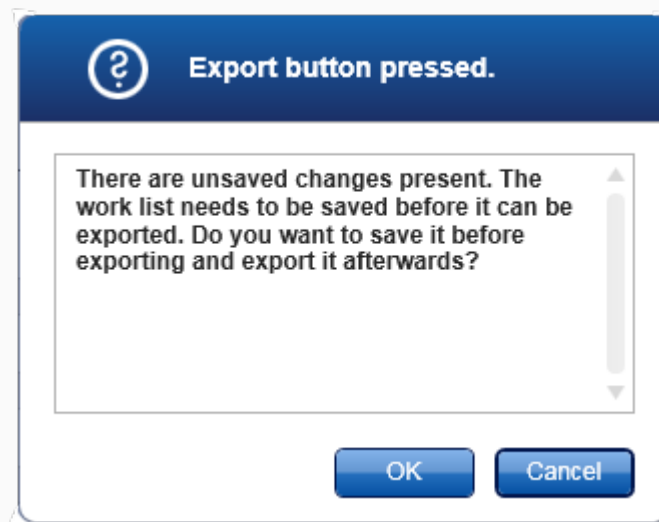 Export button pressed.
There are unsaved changes present. The
work list needs to be saved before it can be
exported. Do you want to save it before
exporting and export it afterwards?
OK
Cancel